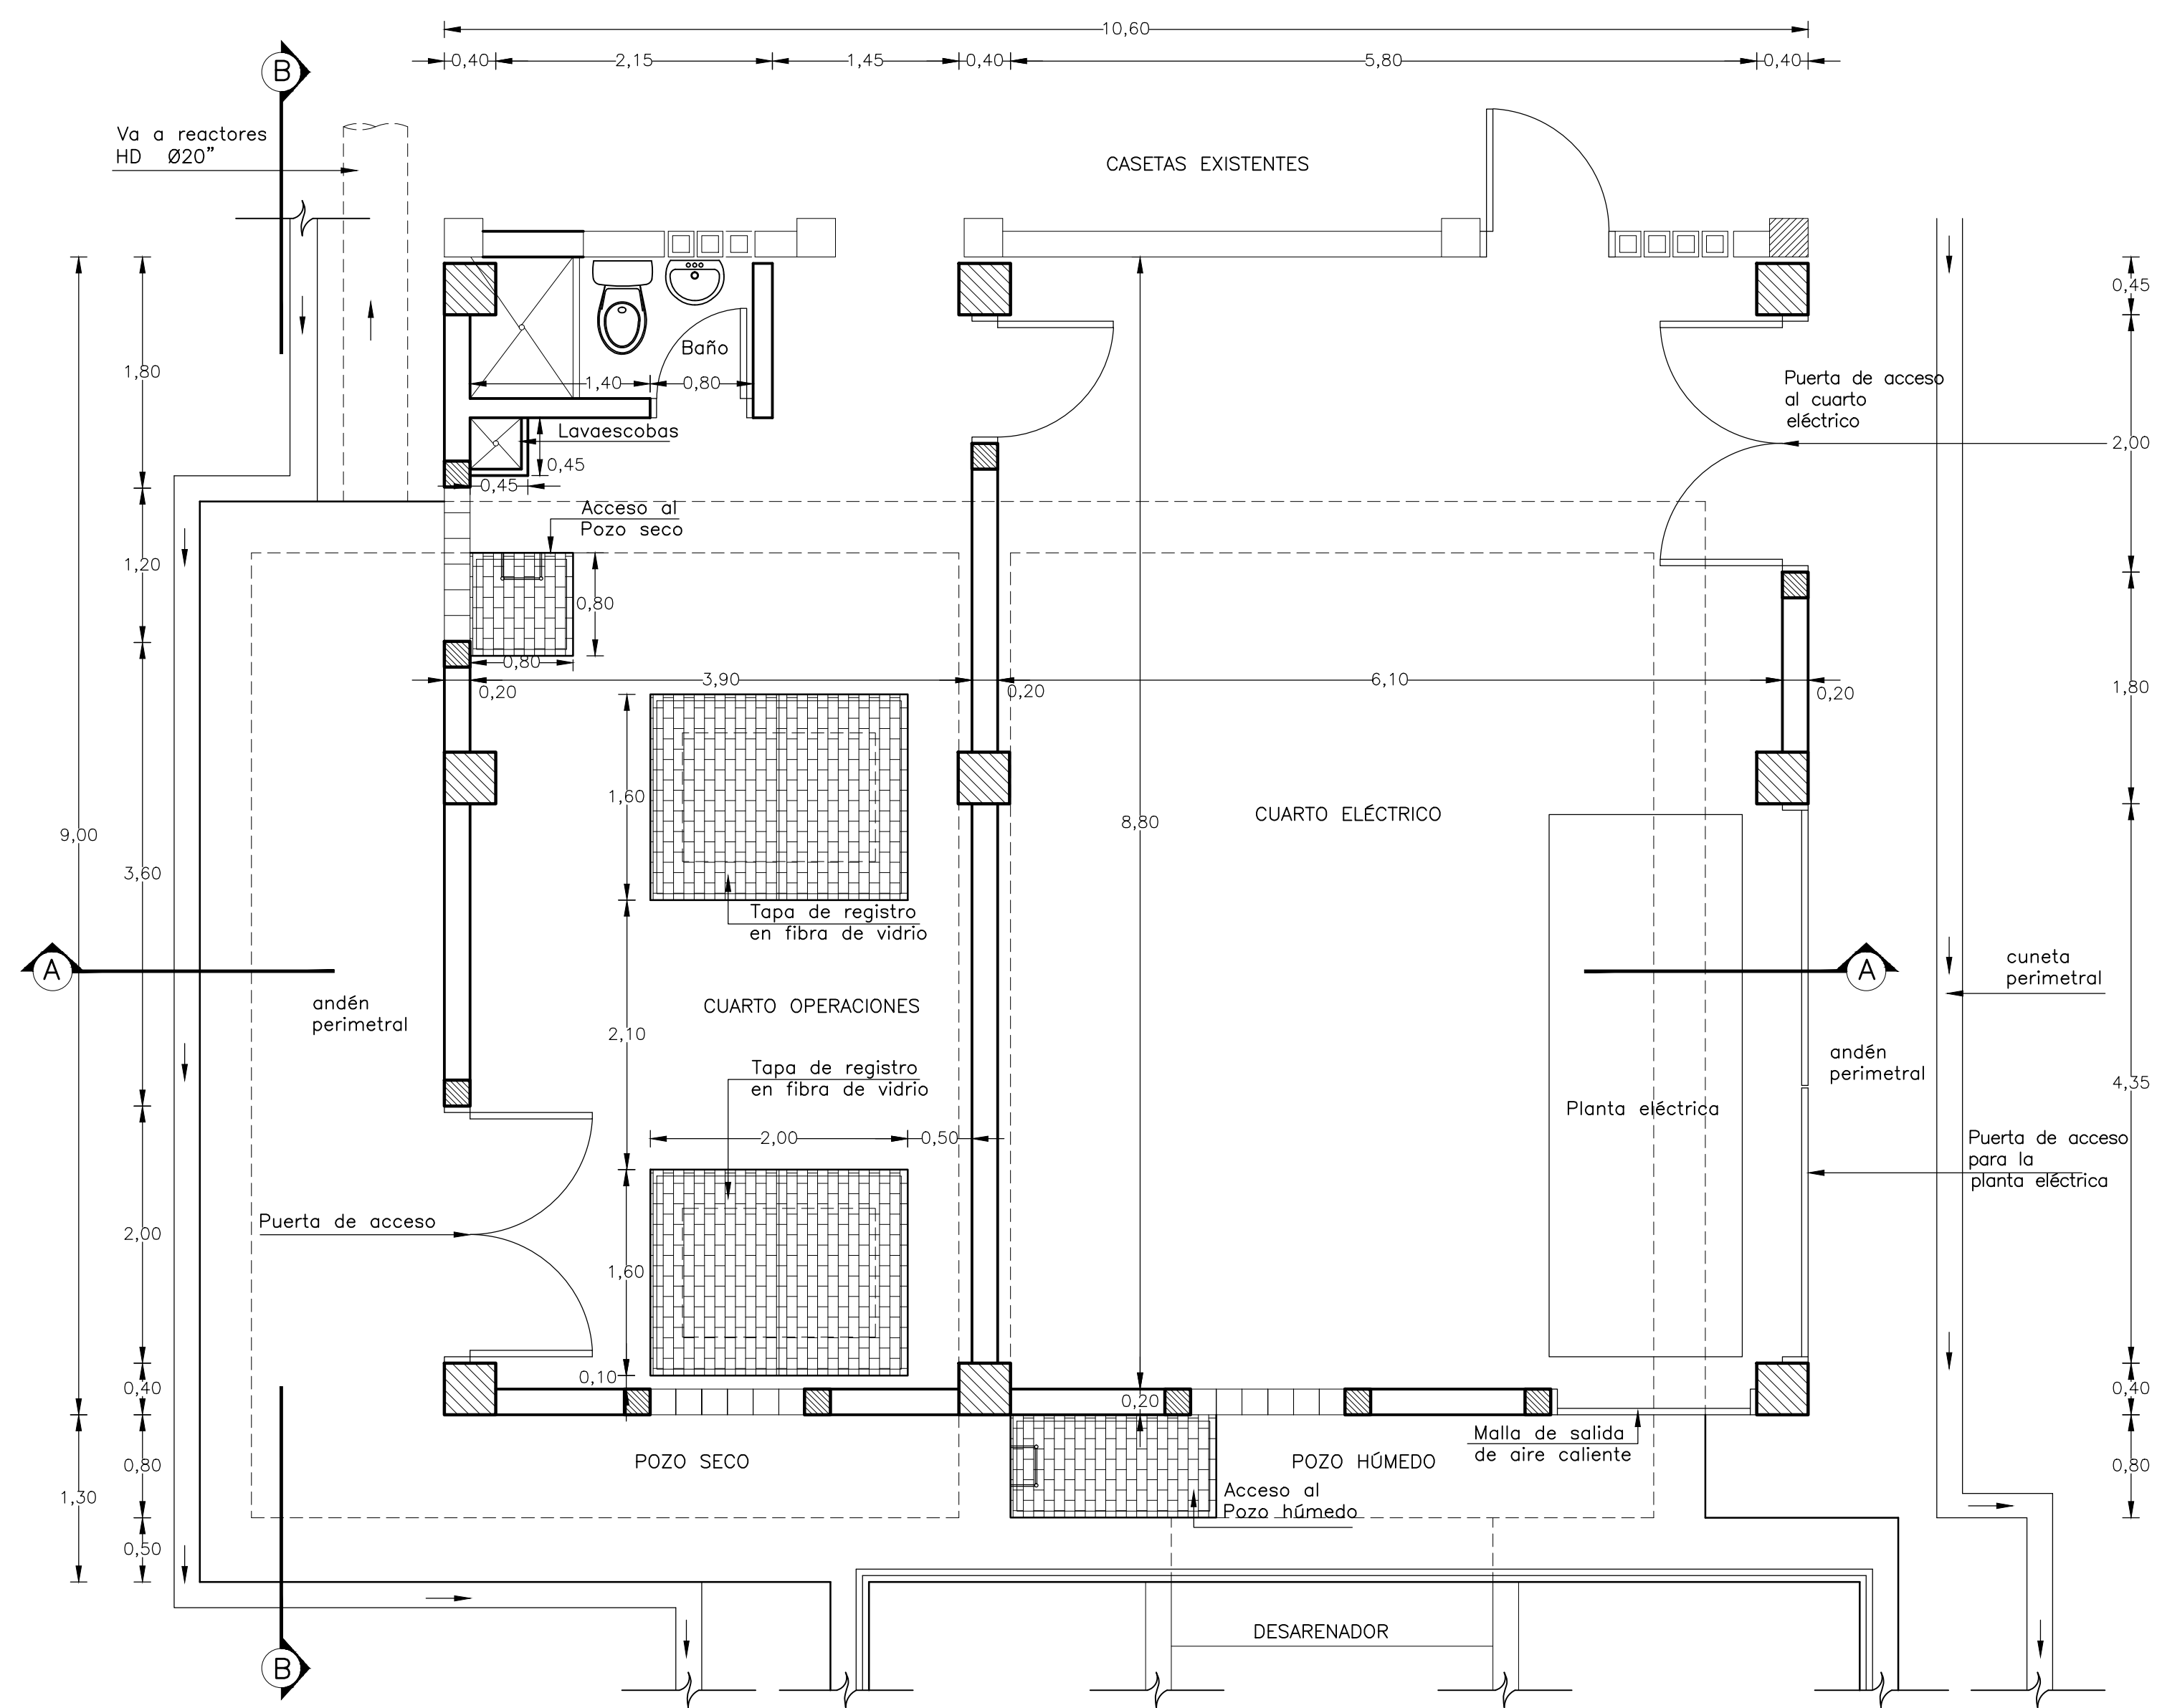 10,60
0,40
2,15
1,45
0,40
5,80
0,40
B
Va a reactores
HD Ø20"
CASETAS EXISTENTES
0,45
1,80
Baño
1,40
0,80
Puerta de acceso
al cuarto
eléctrico
Lavaescobas
2,00
0,45
0,45
Acceso al
Pozo seco
1,20
0,80
0,80
3,90
6,10
0,20
0,20
0,20
1,80
1,60
9,00
8,80
CUARTO ELÉCTRICO
3,60
Tapa de registro
en fibra de vidrio
A
A
cuneta
perimetral
andén
perimetral
CUARTO OPERACIONES
2,10
andén
perimetral
Tapa de registro
en fibra de vidrio
4,35
Planta eléctrica
2,00
0,50
Puerta de acceso
para la
planta eléctrica
Puerta de acceso
2,00
1,60
0,10
0,40
0,20
0,40
Malla de salida
de aire caliente
POZO SECO
POZO HÚMEDO
0,80
0,80
Acceso al
Pozo húmedo
1,30
0,50
DESARENADOR
B